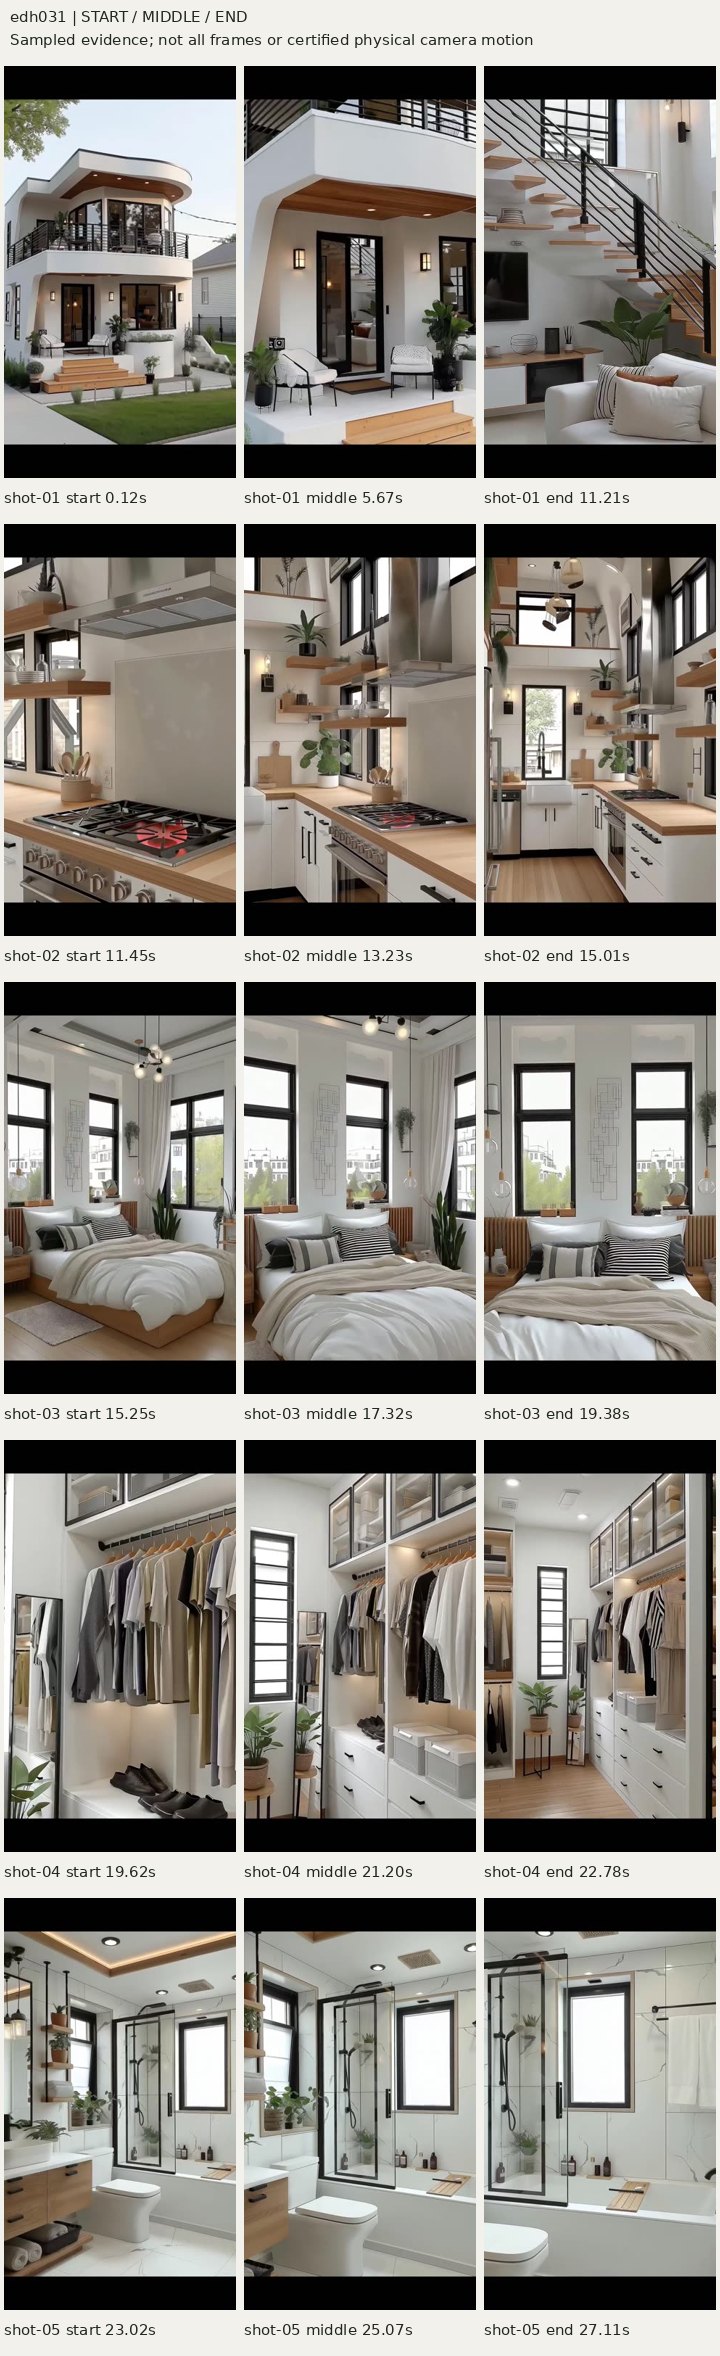 edh031 | START / MIDDLE / END
Sampled evidence; not all frames or certified physical camera motion
shot-01 start 0.12s
shot-01 middle 5.67s
shot-01 end 11.21s
shot-02 start 11.45s
shot-02 middle 13.23s
shot-02 end 15.01s
shot-03 start 15.25s
shot-03 middle 17.32s
shot-03 end 19.38s
shot-04 start 19.62s
shot-04 middle 21.20s
shot-04 end 22.78s
shot-05 start 23.02s
shot-05 middle 25.07s
shot-05 end 27.11s